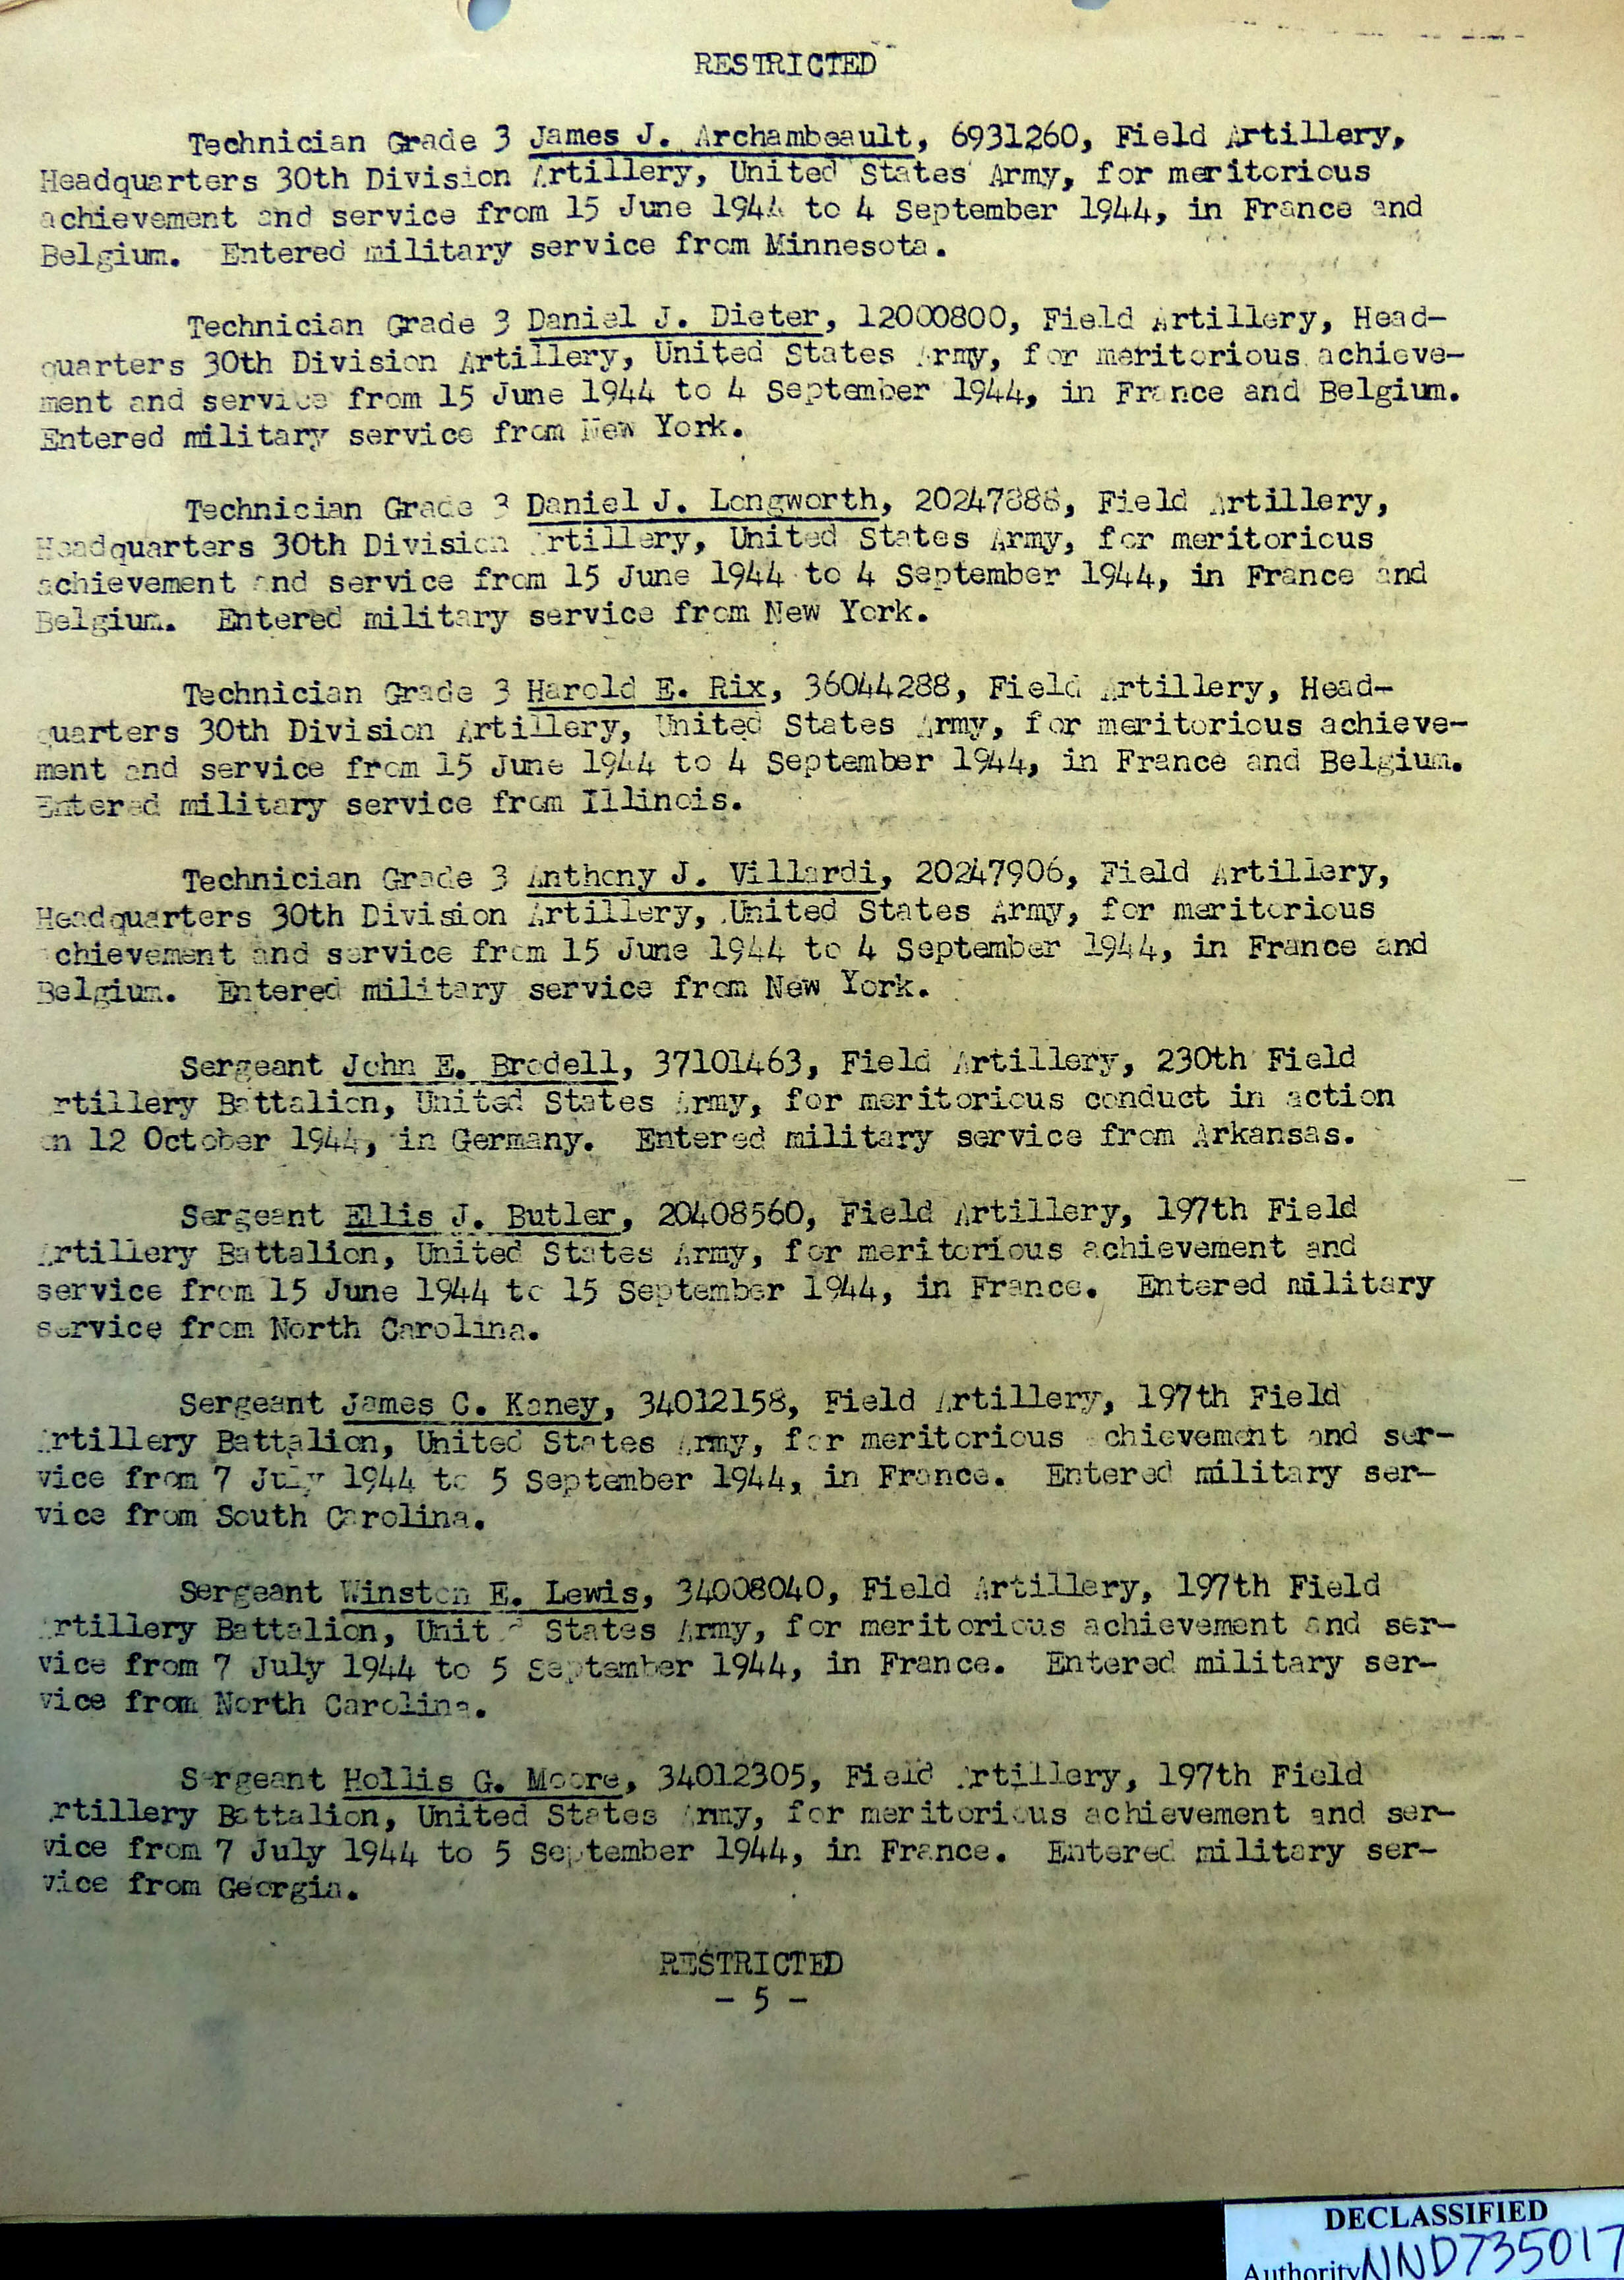 RESTRICTED
Technician Grade 3 James J. Archambeault, 6931260, Field Artillery,
Headquarters 30th Division Artillery, United States Army, for meritorious
achievement and service from 15 June 1944 to 4 September 1944, in France and
Belgium. Entered military service from Minnesota.
Technician Grade 3 Daniel J. Dieter, 12000800, Field Artillery, Head-
quarters 30th Division Artillery, United States Army, for meritorious achieve-
ment and service from 15 June 1944 to 4 September 1944, in France and Belgium.
Entered military service from New York.
Technician Grade 3 Daniel J. Longworth, 20247888, Field Artillery,
Headquarters 30th Division Artillery, United States Army, for meritorious
achievement and service from 15 June 1944 to 4 September 1944, in France and
Belgium. Entered military service from New York.
Technician Grade 3 Harold E. Rix, 36044288, Field Artillery, Head-
quarters 30th Division Artillery, United States Army, for meritorious achieve-
ment and service from 15 June 1944 to 4 September 1944, in France and Belgium.
Entered military service from Illinois.
Technician Grade 3 Anthony J. Villardi, 20247906, Field Artillery,
Headquarters 30th Division Artillery, United States Army, for meritorious
achievement and service from 15 June 1944 to 4 September 1944, in France and
Belgium. Entered military service from New York.
Sergeant John E. Bredell, 37101463, Field Artillery, 230th Field
Artillery Battalion, United States Army, for meritorious conduct in action
on 12 October 1944, in Germany. Entered military service from Arkansas.
Sergeant Ellis J. Butler, 20408560, Field Artillery, 197th Field
Artillery Battalion, United States Army, for meritorious achievement and
service from 15 June 1944 to 15 September 1944, in France. Entered military
service from North Carolina.
Sergeant James C. Kaney, 34012158, Field Artillery, 197th Field
Artillery Battalion, United States Army, for meritorious achievement and ser-
vice from 7 July 1944 to 5 September 1944, in France. Entered military ser-
vice from South Carolina.
Sergeant Winston E. Lewis, 34008040, Field Artillery, 197th Field
Artillery Battalion, United States Army, for meritorious achievement and ser-
vice from 7 July 1944 to 5 September 1944, in France. Entered military ser-
vice from North Carolina.
Sergeant Hollis G. Moore, 34012305, Field Artillery, 197th Field
Artillery Battalion, United States Army, for meritorious achievement and ser-
vice from 7 July 1944 to 5 September 1944, in France. Entered military ser-
vice from Georgia.
RESTRICTED
- 5 -
DECLASSIFIED
Authority NND735017